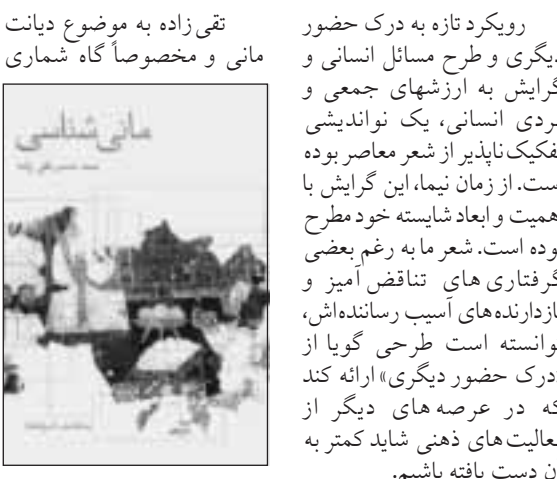 رویکرد تازه به درک حضور
دیگری و طرح مسائل انسانی و
گرایش به ارزشهای جمعی و
فردی انسانی، یک نواندیشی
تفکیک‌ناپذیر از شعر معاصر بوده
است. از زمان نیما، این گرایش با
اهمیت و ابعاد شایسته خود مطرح
بوده است. شعر ما به رغم بعضی
گرفتاری های تناقض آمیز و
بازدارنده‌های آسیب رساننده‌اش،
توانسته است طرحی گویا از
«درک حضور دیگری» ارائه کند
که در عرصه های دیگر از
فعالیت های ذهنی شاید کمتر به
آن دست یافته باشیم.
تقی‌زاده به موضوع دیانت
مانی و مخصوصاً گاه شماری
مانی‌شناسی
سید حسن تقی زاده